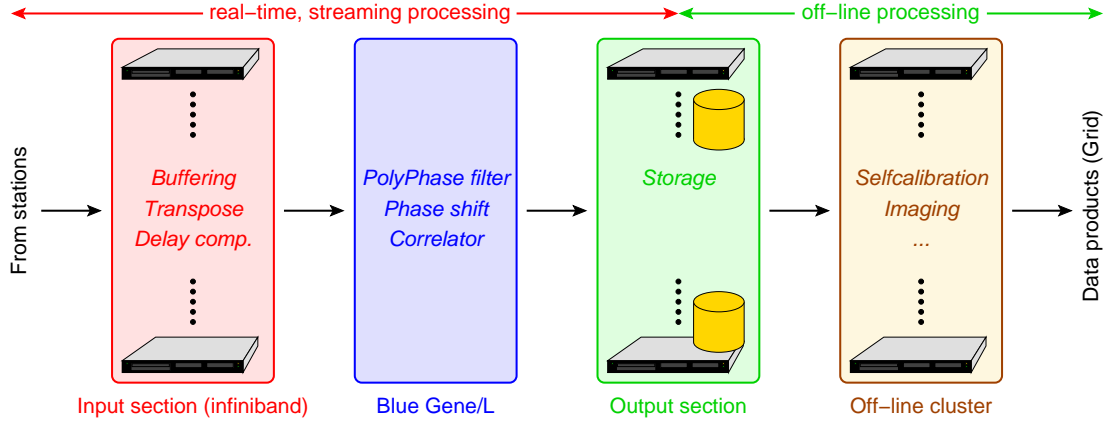 real−time, streaming processing
off−line processing
From stations
Buffering
Transpose
Delay comp.
PolyPhase filter
Phase shift
Correlator
Storage
Selfcalibration
Imaging
...
Data products (Grid)
Input section (infiniband)
Blue Gene/L
Output section
Off−line cluster